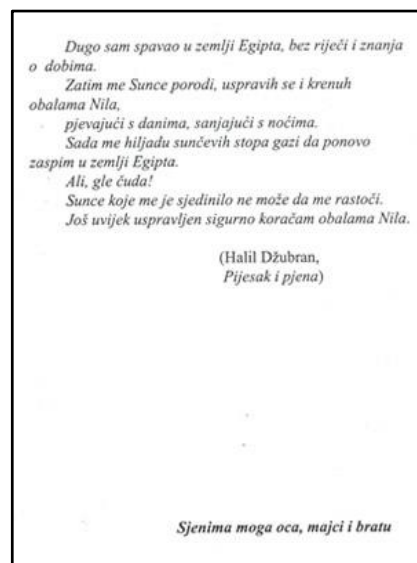 Dugo sam spavao u zemlji Egipta, bez riječi i znanja
o dobima.
Zatim me Sunce porodi, uspravih se i krenuh
obalama Nila,
pjevajući s danima, sanjajući s noćima.
Sada me hiljadu sunčevih stopa gazi da ponovo
zaspim u zemlji Egipta.
Ali, gle čuda!
Sunce koje me je sjedinilo ne može da me rastoči.
Još uvijek uspravljen sigurno koračam obalama Nila.
(Halil Džubran,
Pijesak i pjena)
Sjenima moga oca, majci i bratu